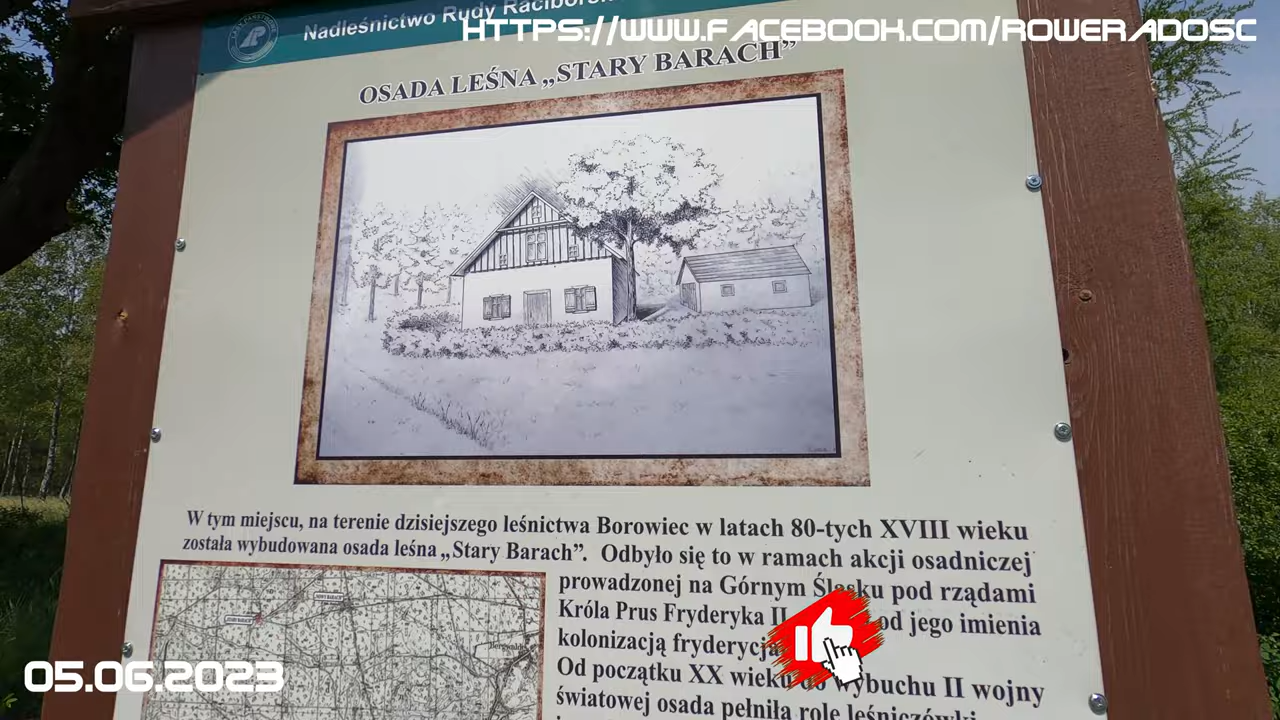 Nadleśnictwo Rudy
HTTPS://WWW.FACEBOOK.COM/ROWERADOSC
OSADA LEŚNA „STARY BARACH”
W tym miejscu, na terenie dzisiejszego leśnictwa Borowiec w latach 80-tych XVIII wieku
została wybudowana osada leśna „Stary Barach”. Odbyło się to w ramach akcji osadniczej
prowadzonej na Górnym Śląsku pod rządami
Króla Prus Fryderyka II od jego imienia
kolonizacją
Od początku XX wieku do wybuchu II wojny
światowej osada pełniła rolę leśniczówki
05.06.2023